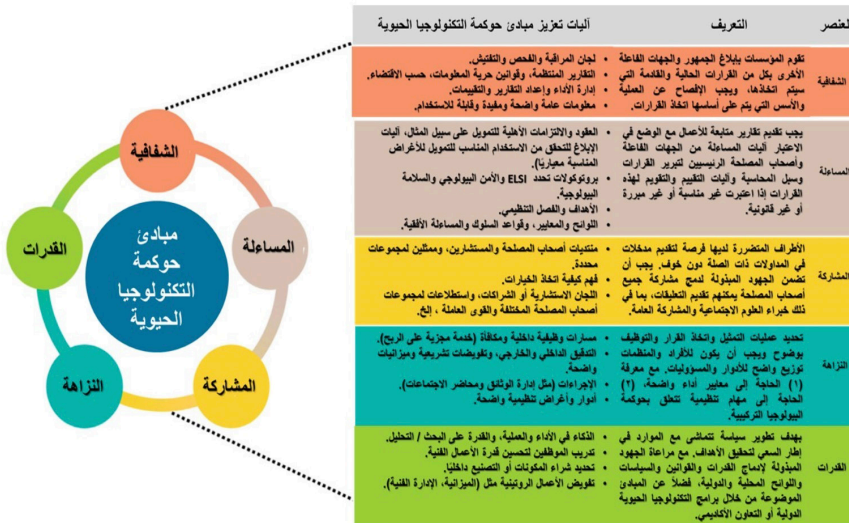 العنصر
التعريف
آليات تعزيز مبادئ حوكمة التكنولوجيا الحيوية
الشفافية
تقوم المؤسسات بإبلاغ الجمهور والجهات الفاعلة
الأخرى بكل من القرارات الحالية والقادمة التي
سيتم اتخاذها، ويجب الإفصاح عن العملية
والأسس التي يتم على أساسها اتخاذ القرارات.
• لجان المراقبة والفحص والتفتيش.
• التقارير المنتظمة، وقوانين حرية المعلومات، حسب الاقتضاء.
• إدارة الأداء وإعداد التقارير والتقييمات.
• معلومات عامة واضحة ومفيدة وقابلة للاستخدام.
المساءلة
يجب تقديم تقارير متابعة للأعمال مع الوضع في
الاعتبار آليات المساءلة من الجهات الفاعلة
وأصحاب المصلحة الرئيسيين لتبرير القرارات
وسبل المحاسبة وآليات التقييم والتقويم لهذه
القرارات إذا اعتبرت غير مناسبة أو غير مبررة
أو غير قانونية.
• العقود والالتزامات الأهلية للتمويل على سبيل المثال، آليات
الإبلاغ للتحقق من الاستخدام المناسب للتمويل للأغراض
المناسبة معياريًا).
• بروتوكولات تحدد ELSI والأمن البيولوجي والسلامة
البيولوجية.
• الأهداف والفصل التنظيمي.
• اللوائح والمعايير، وقواعد السلوك والمساءلة الأفقية.
المشاركة
الأطراف المتضررة لديها فرصة لتقديم مدخلات
في المداولات ذات الصلة دون خوف. يجب أن
تضمن الجهود المبذولة لدمج مشاركة جميع
أصحاب المصلحة يمكنهم تقديم التعليقات، بما في
ذلك خبراء العلوم الاجتماعية والمشاركة العامة.
• منتديات أصحاب المصلحة والمستشارين، وممثلين لمجموعات
محددة.
• فهم كيفية اتخاذ الخيارات.
• اللجان الاستشارية أو الشراكات، واستطلاعات لمجموعات
أصحاب المصلحة المختلفة والقوى العاملة ، إلخ.
النزاهة
تحديد عمليات التمثيل واتخاذ القرار والتوظيف
بوضوح ويجب أن يكون للأفراد والمنظمات
توزيع واضح للأدوار والمسؤوليات. مع معرفة
(١) الحاجة إلى معايير أداء واضحة، (٢)
الحاجة إلى مهام تنظيمية تتعلق بحوكمة
البيولوجيا التركيبية.
• مسارات وظيفية داخلية ومكافأة (خدمة مجزية على الربح).
• التدقيق الداخلي والخارجي، وتفويضات تشريعية وميزانيات
واضحة.
• الإجراءات (مثل إدارة الوثائق ومحاضر الاجتماعات).
• أدوار وأغراض تنظيمية واضحة.
القدرات
بهدف تطوير سياسة تتماشى مع الموارد في
إطار السعي لتحقيق الأهداف. مع مراعاة الجهود
المبذولة لإدماج القدرات والقوانين والسياسات
واللوائح المحلية والدولية، فضلاً عن المبادئ
الموضوعة من خلال برامج التكنولوجيا الحيوية
الدولية أو التعاون الأكاديمي.
• الذكاء في الأداء والعملية، والقدرة على البحث / التحليل.
• تدريب الموظفين لتحسين قدرة الأعمال الفنية.
• تحديد شراء المكونات أو التصنيع داخليًا.
• تفويض الأعمال الروتينية مثل (الميزانية، الإدارة الفنية).
الشفافية
المساءلة
المشاركة
النزاهة
القدرات
مبادئ
حوكمة
التكنولوجيا
الحيوية